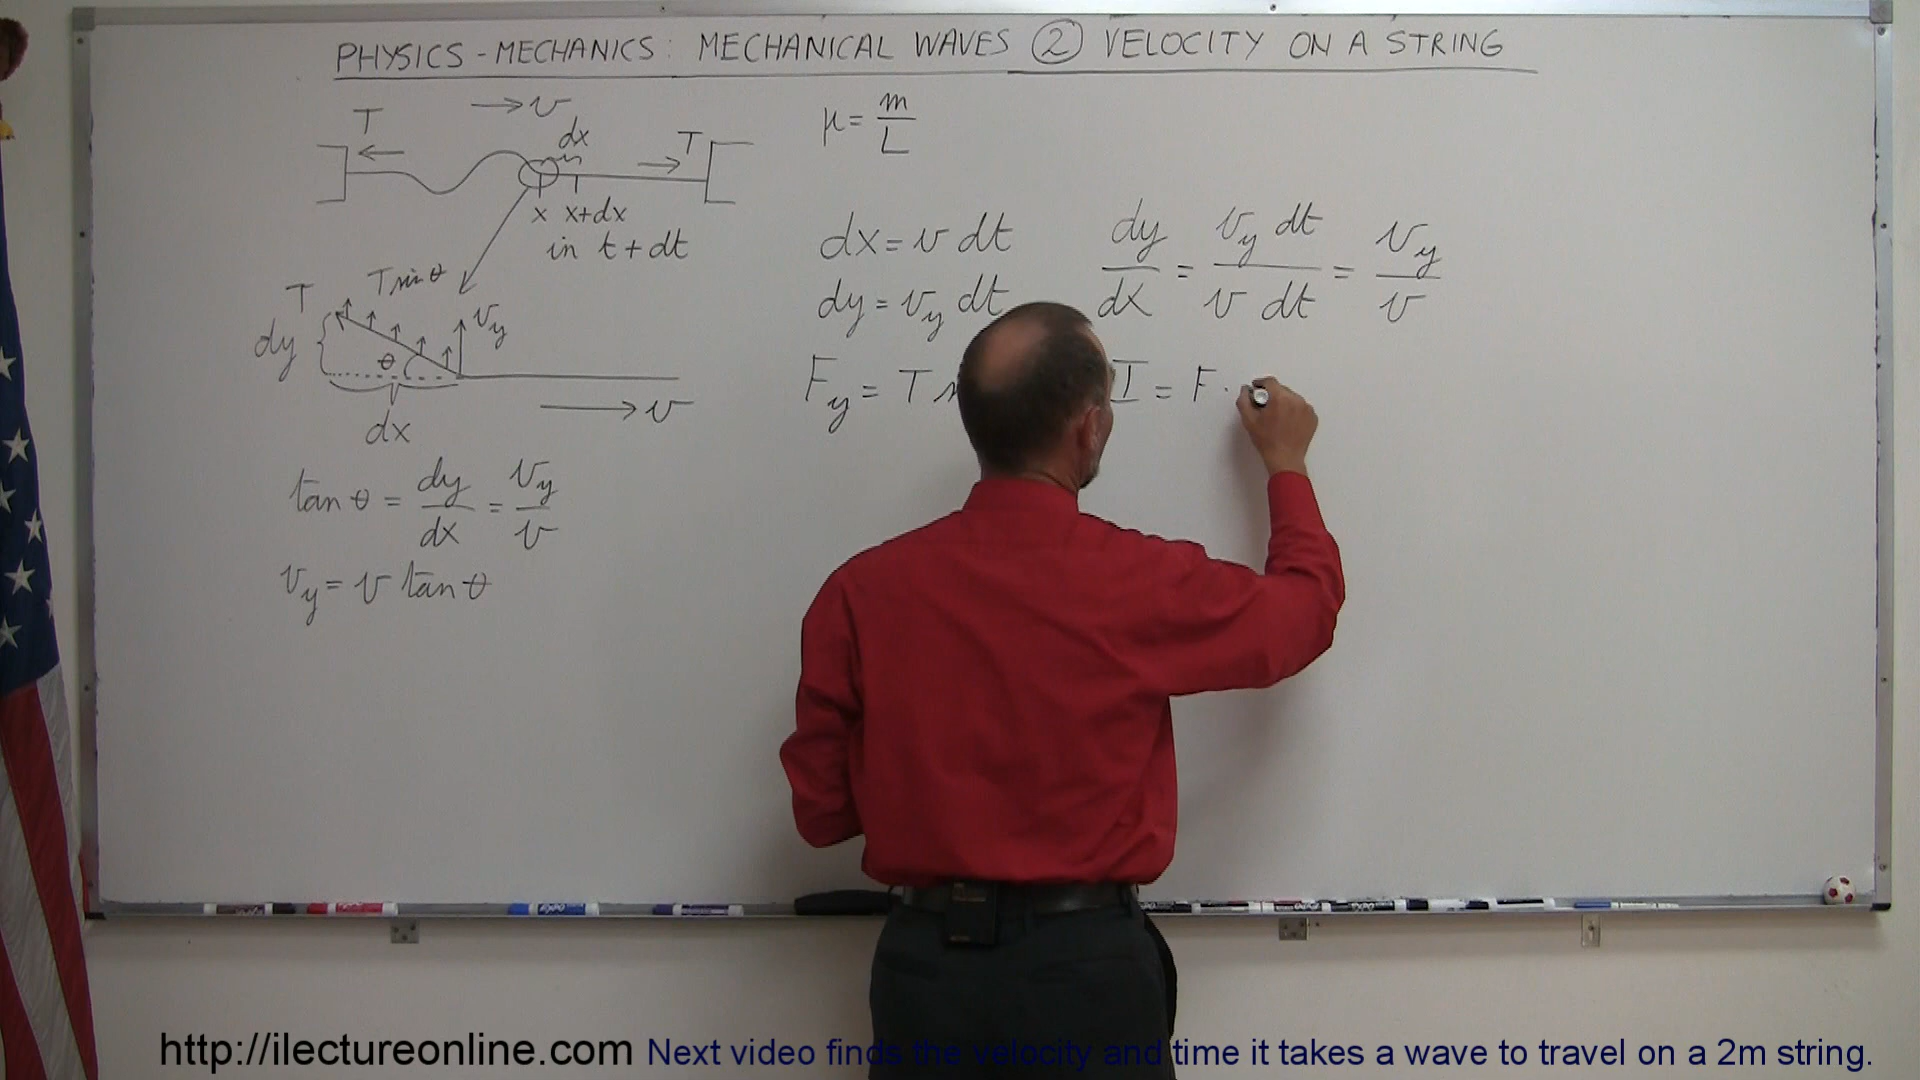 PHYSICS - MECHANICS: MECHANICAL WAVES ② VELOCITY ON A STRING
→ v
T
dx
T
x x+dx
in t + dt
T
T sin θ
dy
θ
v_y
dx
→ v
tan θ = dy/dx = v_y/v
v_y = v tan θ
μ = m/L
dx = v dt
dy = v_y dt
dy/dx = v_y dt/v dt = v_y/v
F_y = T
I = F ·
http://ilectureonline.com Next video finds the velocity and time it takes a wave to travel on a 2m string.